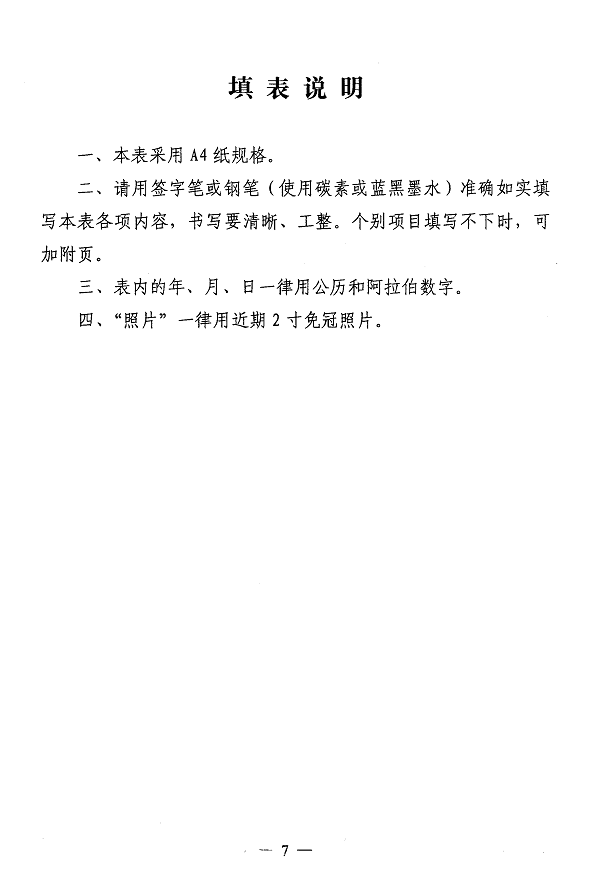 填表说明
一、本表采用 A4 纸规格。
二、请用签字笔或钢笔（使用碳素或蓝黑墨水）准确如实填
写本表各项内容，书写要清晰、工整。个别项目填写不下时，可
加附页。
三、表内的年、月、日一律用公历和阿拉伯数字。
四、“照片”一律用近期 2 寸免冠照片。
— 7 —